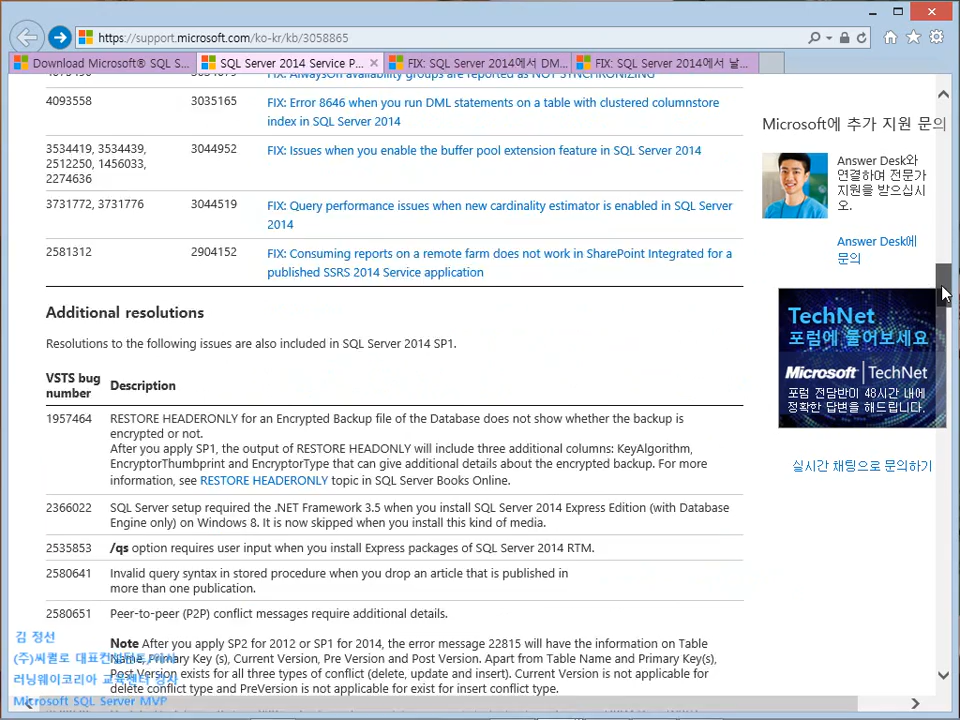 https://support.microsoft.com/ko-kr/kb/3058865
Download Microsoft® SQL S...
SQL Server 2014 Service P...
FIX: SQL Server 2014에서 DM...
FIX: SQL Server 2014에서 날...
FIX: AlwaysOn availability groups are reported as NOT SYNCHRONIZING
4093558 3035165 FIX: Error 8646 when you run DML statements on a table with clustered columnstore
index in SQL Server 2014
3534419, 3534439, 3044952 FIX: Issues when you enable the buffer pool extension feature in SQL Server 2014
2512250, 1456033,
2274636
3731772, 3731776 3044519 FIX: Query performance issues when new cardinality estimator is enabled in SQL Server
2014
2581312 2904152 FIX: Consuming reports on a remote farm does not work in SharePoint Integrated for a
published SSRS 2014 Service application
Additional resolutions
Resolutions to the following issues are also included in SQL Server 2014 SP1.
VSTS bug
number
Description
1957464 RESTORE HEADERONLY for an Encrypted Backup file of the Database does not show whether the backup is
encrypted or not.
After you apply SP1, the output of RESTORE HEADONLY will include three additional columns: KeyAlgorithm,
EncryptorThumbprint and EncryptorType that can give additional details about the encrypted backup. For more
information, see RESTORE HEADERONLY topic in SQL Server Books Online.
2366022 SQL Server setup required the .NET Framework 3.5 when you install SQL Server 2014 Express Edition (with Database
Engine only) on Windows 8. It is now skipped when you install this kind of media.
2535853 /qs option requires user input when you install Express packages of SQL Server 2014 RTM.
2580641 Invalid query syntax in stored procedure when you drop an article that is published in
more than one publication.
2580651 Peer-to-peer (P2P) conflict messages require additional details.
Note After you apply SP2 for 2012 or SP1 for 2014, the error message 22815 will have the information on Table
Name, Primary Key (s), Current Version, Pre Version and Post Version. Apart from Table Name and Primary Key(s),
Post Version exists for all three types of conflict (delete, update and insert). Current Version is not applicable for
delete conflict type and PreVersion is not applicable for exist for insert conflict type.
Microsoft에 추가 지원 문의
Answer Desk와
연결하여 전문가
지원을 받으십시
오.
Answer Desk에
문의
TechNet
포럼에 물어보세요
Microsoft | TechNet
포럼 전담반이 48시간 내에
정확한 답변을 해드립니다.
실시간 채팅으로 문의하기
김 정선
(주)씨퀄로 대표컨설턴트/이사
러닝웨이코리아 교육센터 강사
Microsoft SQL Server MVP